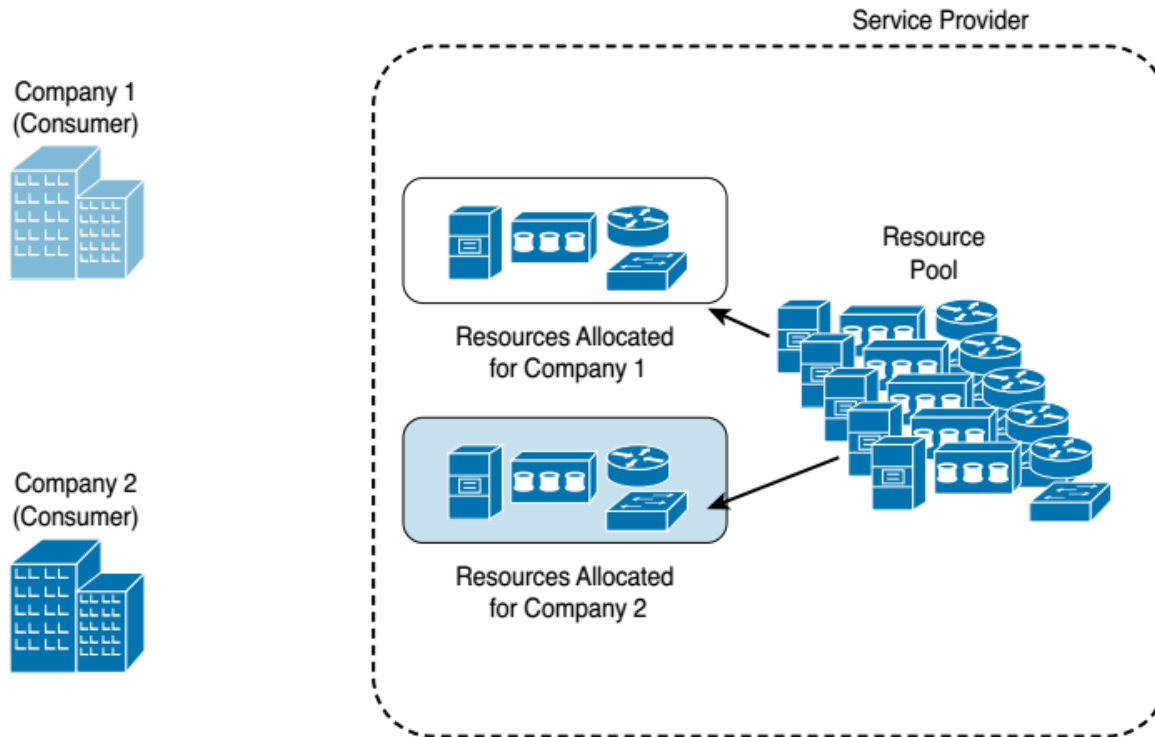 Service Provider
Company 1
(Consumer)
Resource
Pool
Resources Allocated
for Company 1
Company 2
(Consumer)
Resources Allocated
for Company 2